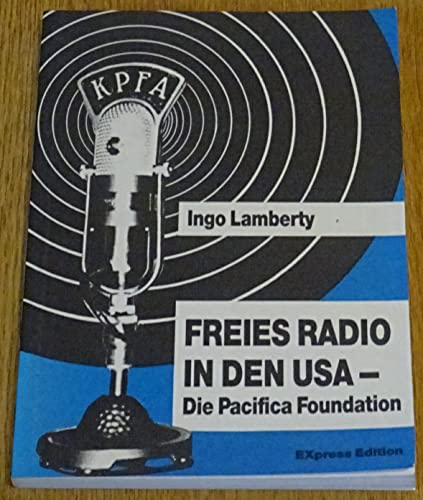 KPFA
Ingo Lamberty
FREIES RADIO
IN DEN USA –
Die Pacifica Foundation
EXpress Edition